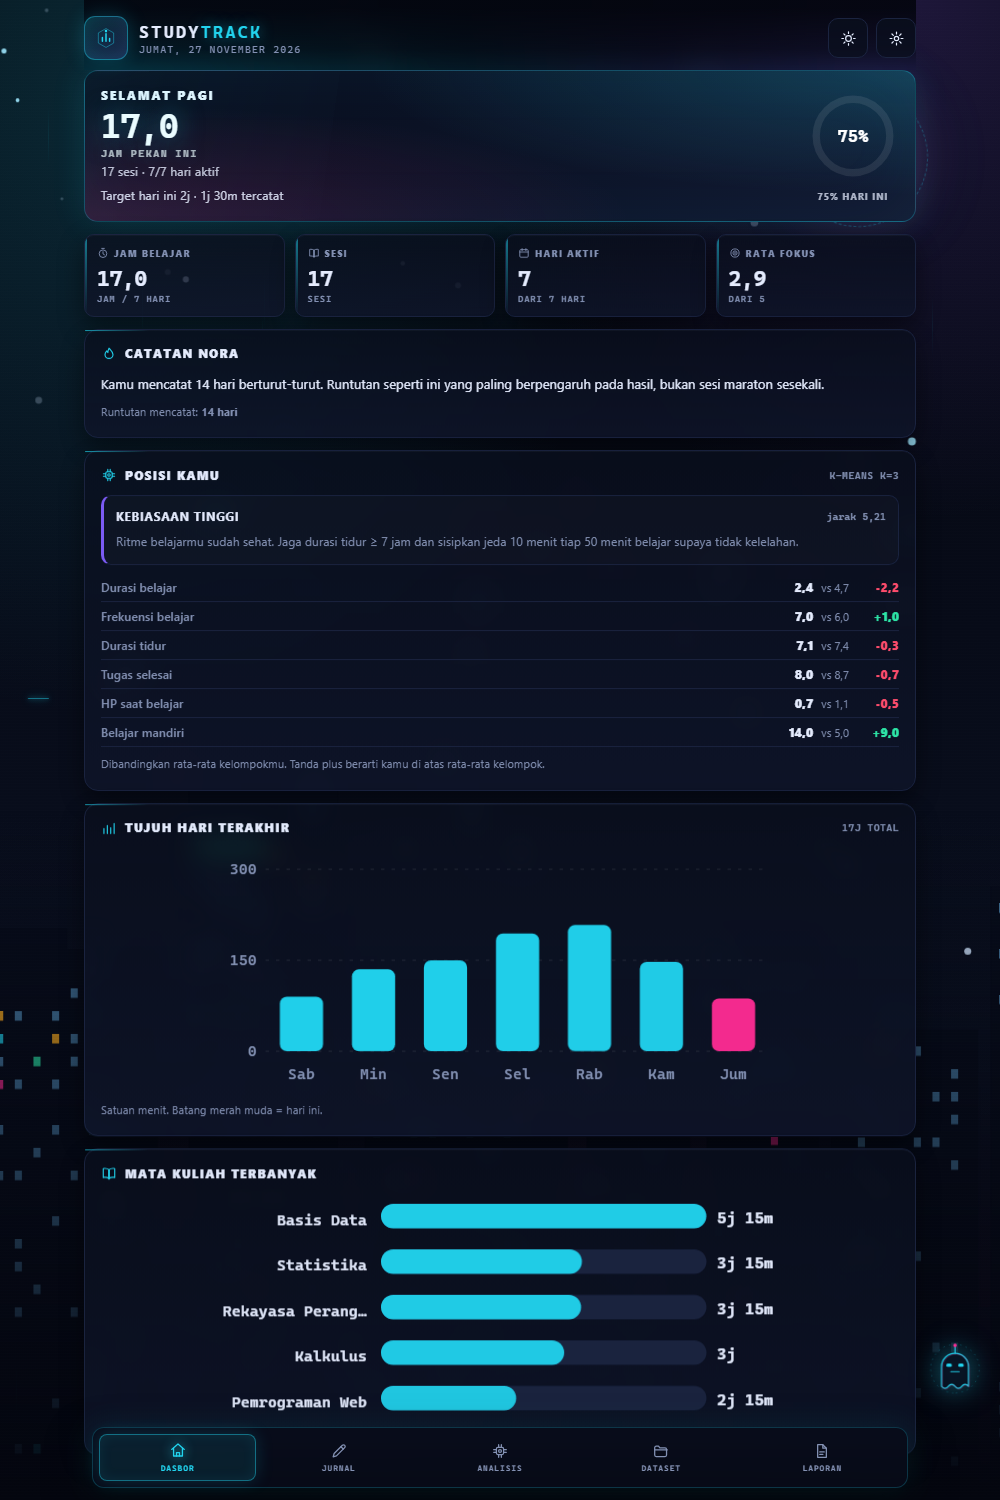 STUDYTRACK
JUMAT, 27 NOVEMBER 2026
SELAMAT PAGI
17,0
JAM PEKAN INI
17 sesi · 7/7 hari aktif
Target hari ini 2j · 1j 30m tercatat
75%
75% HARI INI
JAM BELAJAR
17,0
JAM / 7 HARI
SESI
17
SESI
HARI AKTIF
7
DARI 7 HARI
RATA FOKUS
2,9
DARI 5
CATATAN NORA
Kamu mencatat 14 hari berturut-turut. Runtutan seperti ini yang paling berpengaruh pada hasil, bukan sesi maraton sesekali.
Runtutan mencatat: 14 hari
POSISI KAMU
K-MEANS K=3
KEBIASAAN TINGGI
jarak 5,21
Ritme belajarmu sudah sehat. Jaga durasi tidur ≥ 7 jam dan sisipkan jeda 10 menit tiap 50 menit belajar supaya tidak kelelahan.
Durasi belajar 2,4 vs 4,7 -2,2
Frekuensi belajar 7,0 vs 6,0 +1,0
Durasi tidur 7,1 vs 7,4 -0,3
Tugas selesai 8,0 vs 8,7 -0,7
HP saat belajar 0,7 vs 1,1 -0,5
Belajar mandiri 14,0 vs 5,0 +9,0
Dibandingkan rata-rata kelompokmu. Tanda plus berarti kamu di atas rata-rata kelompok.
TUJUH HARI TERAKHIR
17J TOTAL
300
150
0
Sab Min Sen Sel Rab Kam Jum
Satuan menit. Batang merah muda = hari ini.
MATA KULIAH TERBANYAK
Basis Data 5j 15m
Statistika 3j 15m
Rekayasa Perang… 3j 15m
Kalkulus 3j
Pemrograman Web 2j 15m
DASBOR JURNAL ANALISIS DATASET LAPORAN